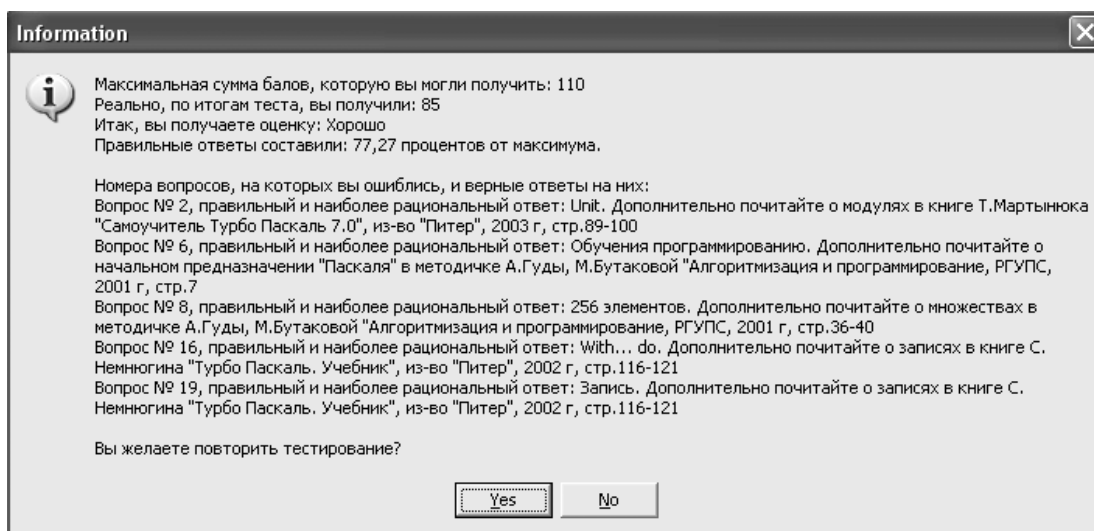 Information
Максимальная сумма балов, которую вы могли получить: 110
Реально, по итогам теста, вы получили: 85
Итак, вы получаете оценку: Хорошо
Правильные ответы составили: 77,27 процентов от максимума.
Номера вопросов, на которых вы ошиблись, и верные ответы на них:
Вопрос № 2, правильный и наиболее рациональный ответ: Unit. Дополнительно почитайте о модулях в книге Т.Мартынюка
"Самоучитель Турбо Паскаль 7.0", из-во "Питер", 2003 г, стр.89-100
Вопрос № 6, правильный и наиболее рациональный ответ: Обучения программированию. Дополнительно почитайте о
начальном предназначении "Паскаля" в методичке А.Гуды, М.Бутаковой "Алгоритмизация и программирование, РГУПС,
2001 г, стр.7
Вопрос № 8, правильный и наиболее рациональный ответ: 256 элементов. Дополнительно почитайте о множествах в
методичке А.Гуды, М.Бутаковой "Алгоритмизация и программирование, РГУПС, 2001 г, стр.36-40
Вопрос № 16, правильный и наиболее рациональный ответ: With... do. Дополнительно почитайте о записях в книге С.
Немнюгина "Турбо Паскаль. Учебник", из-во "Питер", 2002 г, стр.116-121
Вопрос № 19, правильный и наиболее рациональный ответ: Запись. Дополнительно почитайте о записях в книге С.
Немнюгина "Турбо Паскаль. Учебник", из-во "Питер", 2002 г, стр.116-121
Вы желаете повторить тестирование?
Yes No